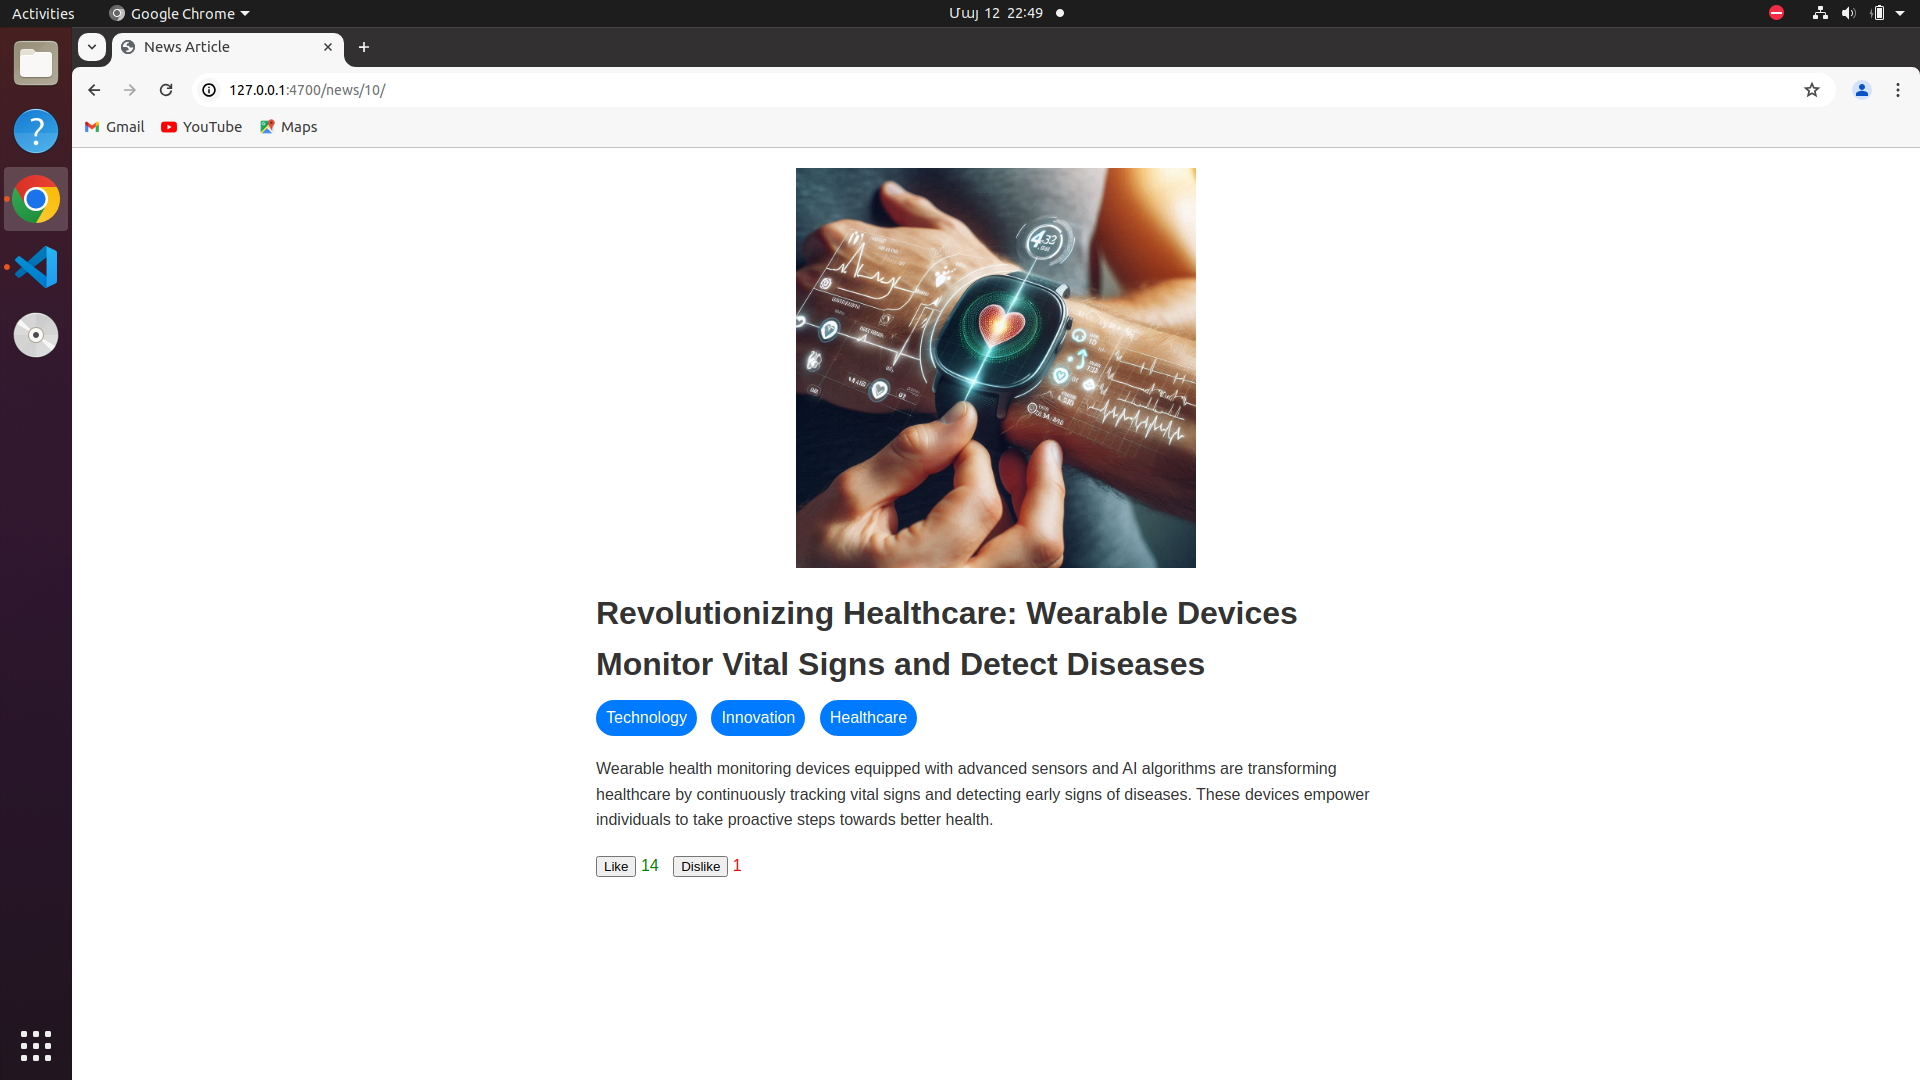 Activities
Google Chrome
Մայ 12 22:49
News Article
127.0.0.1:4700/news/10/
Gmail
YouTube
Maps
Revolutionizing Healthcare: Wearable Devices
Monitor Vital Signs and Detect Diseases
Technology
Innovation
Healthcare
Wearable health monitoring devices equipped with advanced sensors and AI algorithms are transforming
healthcare by continuously tracking vital signs and detecting early signs of diseases. These devices empower
individuals to take proactive steps towards better health.
Like 14 Dislike 1